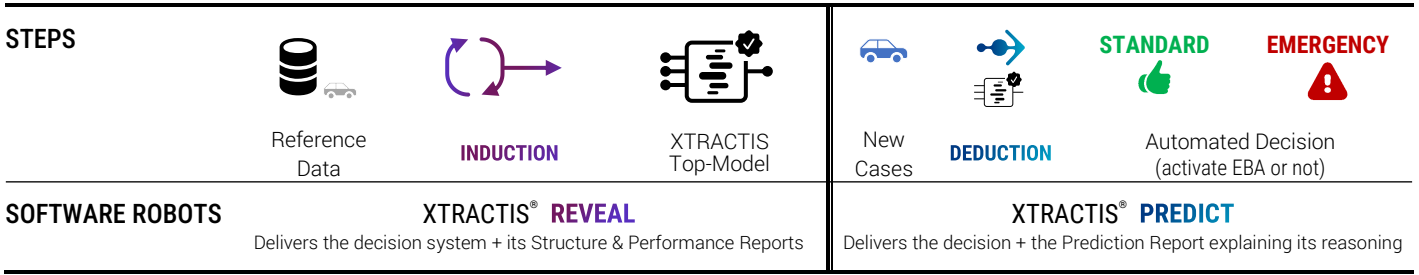 STEPS
STANDARD
EMERGENCY
Reference
Data
INDUCTION
XTRACTIS
Top-Model
New
Cases
DEDUCTION
Automated Decision
(activate EBA or not)
SOFTWARE ROBOTS
XTRACTIS® REVEAL
Delivers the decision system + its Structure & Performance Reports
XTRACTIS® PREDICT
Delivers the decision + the Prediction Report explaining its reasoning